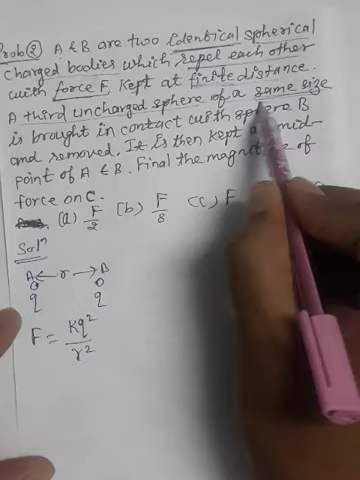 Prob ② A & B are two identical spherical
charged bodies which repel each other
with force F, kept at finite distance.
A third uncharged sphere of a same size
is brought in contact with sphere B
and removed. It is then kept at mid-
point of A & B. Final the magnitude of
force on C.
(a) F/2 (b) F/8 (c) F
Solⁿ
A ← r → B
q q
F = Kq²/r²